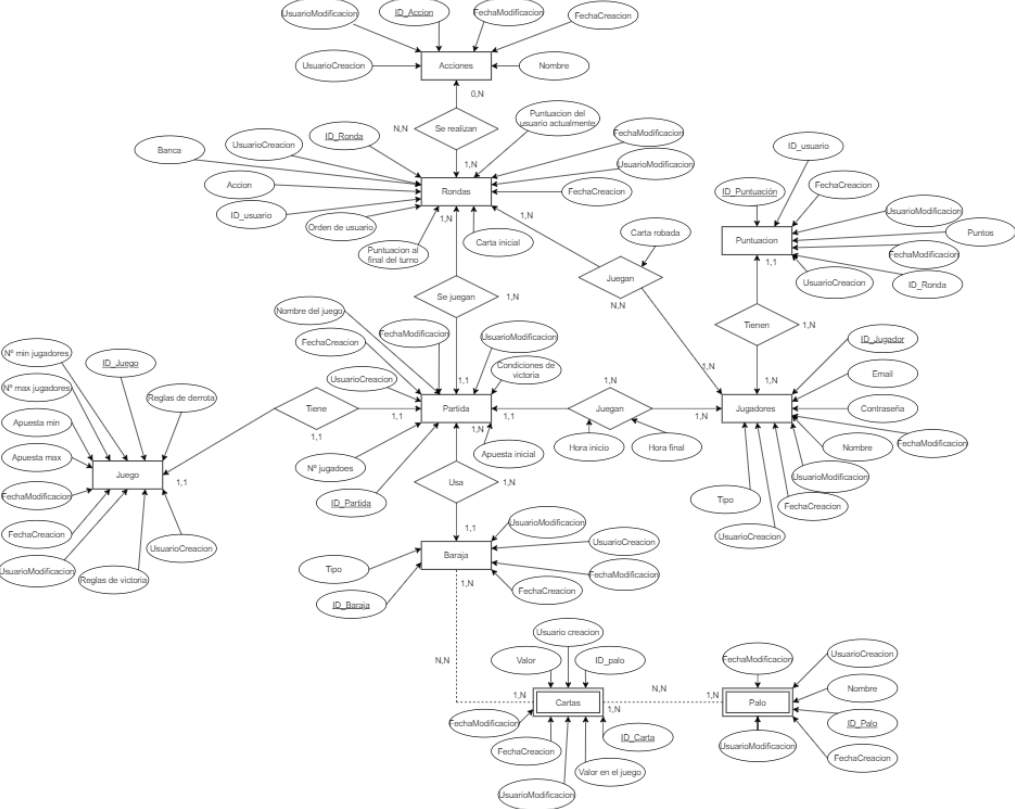 UsuarioModificacion
ID_Accion
FechaModificacion
FechaCreacion
UsuarioCreacion
Acciones
Nombre
0,N
N,N
Se realizan
1,N
Puntuacion del
usuario actualmente
ID_Ronda
UsuarioCreacion
Banca
Accion
ID_usuario
Orden de usuario
Puntuacion al
final del turno
1,N
Rondas
FechaModificacion
UsuarioModificacion
FechaCreacion
1,N
Carta inicial
1,N
Carta robada
Juegan
N,N
1,N
ID_usuario
ID_Puntuación
FechaCreacion
UsuarioModificacion
Puntos
Puntuacion
FechaModificacion
1,1
UsuarioCreacion
ID_Ronda
Tienen
1,N
1,N
Se juegan
1,N
Nombre del juego
FechaModificacion
FechaCreacion
UsuarioModificacion
Condiciones de
victoria
UsuarioCreacion
1,1
Partida
1,1
1,1
1,N
Apuesta inicial
Nº jugadoes
ID_Partida
1,N
Juegan
1,N
Hora inicio
Hora final
ID_Jugador
Email
Jugadores
Contraseña
Nombre
FechaModificacion
UsuarioModificacion
Tipo
FechaCreacion
UsuarioCreacion
Nº min jugadores
ID_Juego
Nº max jugadores
Reglas de derrota
Tiene
1,1
Apuesta min
Apuesta max
Juego
1,1
FechaModificacion
FechaCreacion
UsuarioCreacion
UsuarioModificacion
Reglas de victoria
Usa
1,N
1,1
UsuarioModificacion
Baraja
UsuarioCreacion
Tipo
FechaModificacion
1,N
FechaCreacion
ID_Baraja
Usuario creacion
Valor
ID_palo
N,N
N,N
1,N
Cartas
1,N
1,N
FechaModificacion
ID_Carta
FechaCreacion
Valor en el juego
UsuarioModificacion
FechaModificacion
UsuarioCreacion
Nombre
Palo
ID_Palo
UsuarioModificacion
FechaCreacion